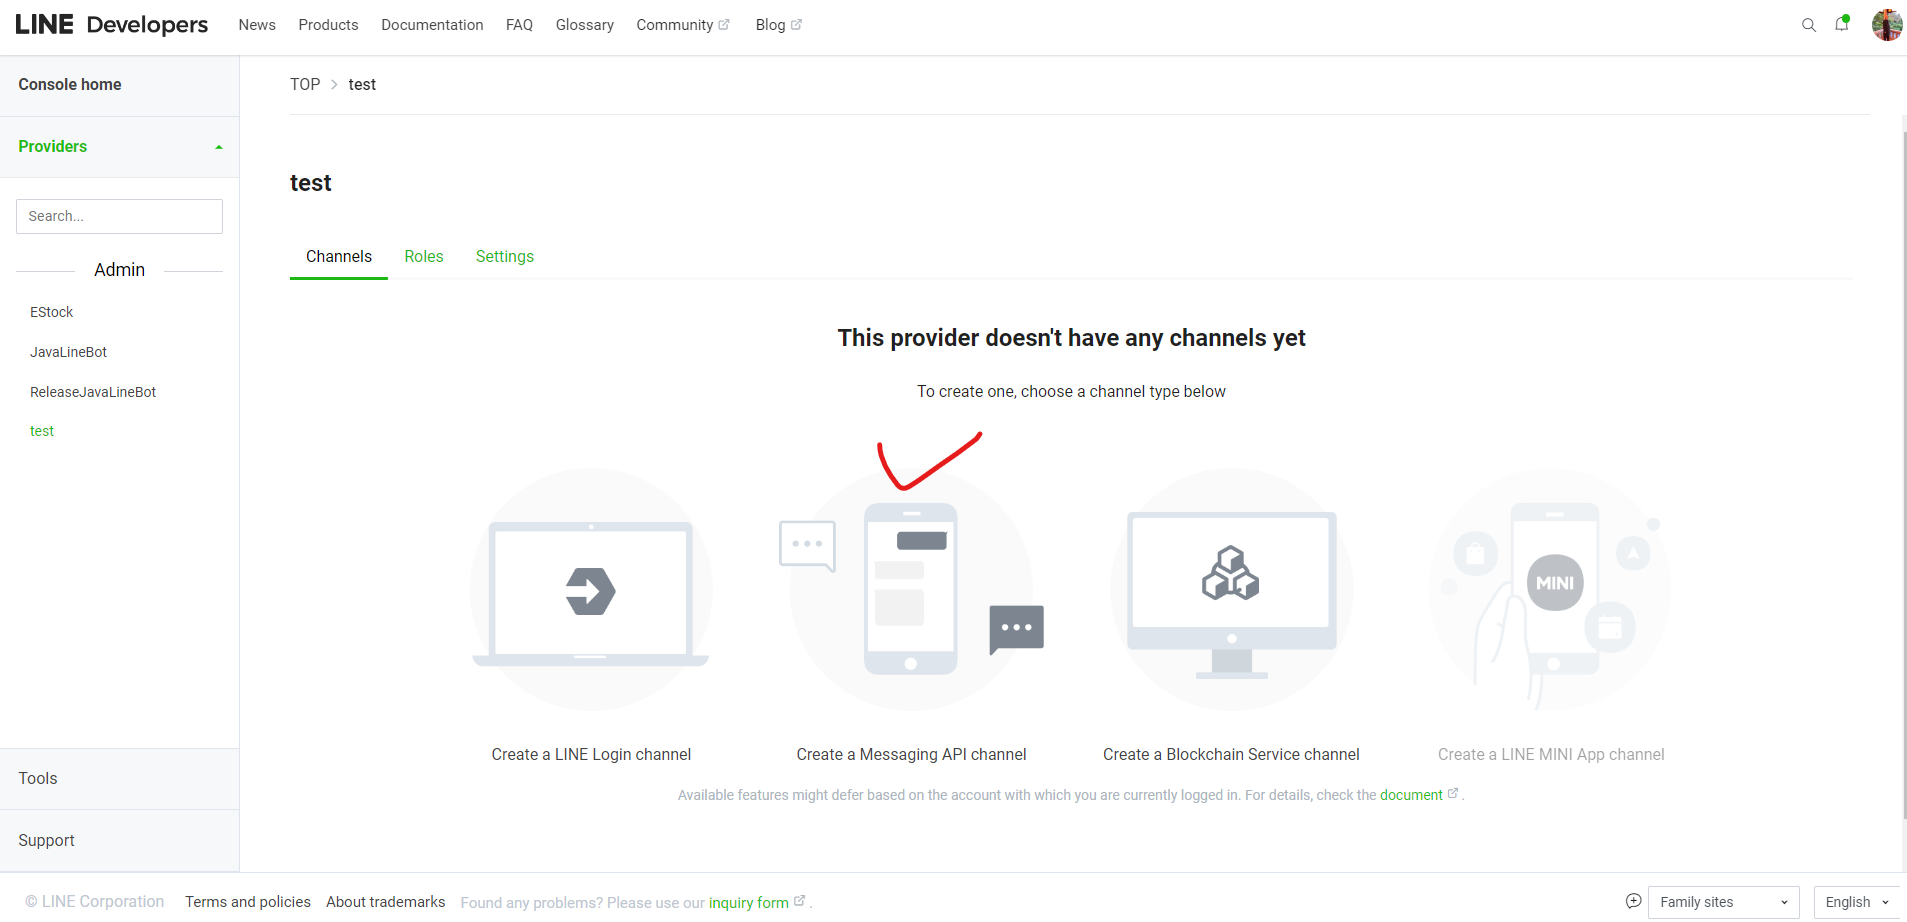 LINE Developers News Products Documentation FAQ Glossary Community Blog
Console home
Providers
Search...
Admin
EStock
JavaLineBot
ReleaseJavaLineBot
test
Tools
Support
TOP > test
test
Channels Roles Settings
This provider doesn't have any channels yet
To create one, choose a channel type below
MINI
Create a LINE Login channel
Create a Messaging API channel
Create a Blockchain Service channel
Create a LINE MINI App channel
Available features might defer based on the account with which you are currently logged in. For details, check the document .
© LINE Corporation Terms and policies About trademarks Found any problems? Please use our inquiry form . Family sites English